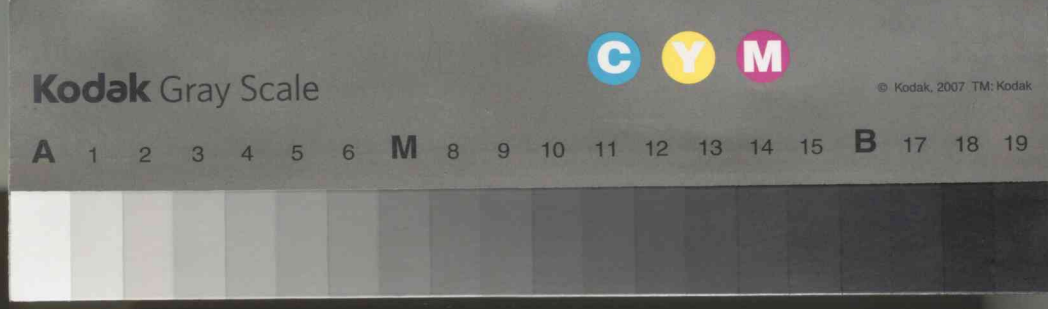 C Y M
Kodak Gray Scale
© Kodak, 2007 TM: Kodak
A 1 2 3 4 5 6 M 8 9 10 11 12 13 14 15 B 17 18 19